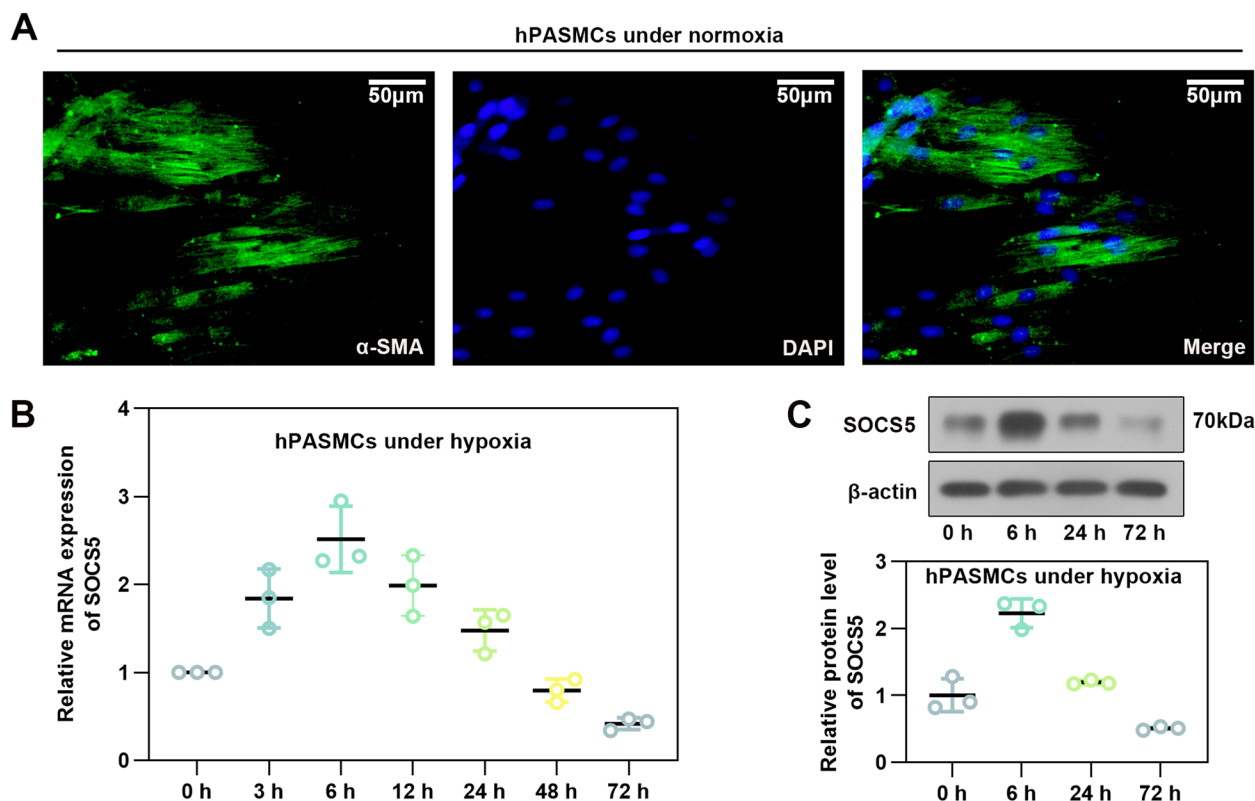 A
hPASMCs under normoxia
50μm
50μm
50μm
α-SMA
DAPI
Merge
B
hPASMCs under hypoxia
Relative mRNA expression
of SOCS5
4
3
2
1
0
0 h
3 h
6 h
12 h
24 h
48 h
72 h
C
SOCS5
70kDa
β-actin
0 h
6 h
24 h
72 h
hPASMCs under hypoxia
Relative protein level
of SOCS5
3
2
1
0
0 h
6 h
24 h
72 h